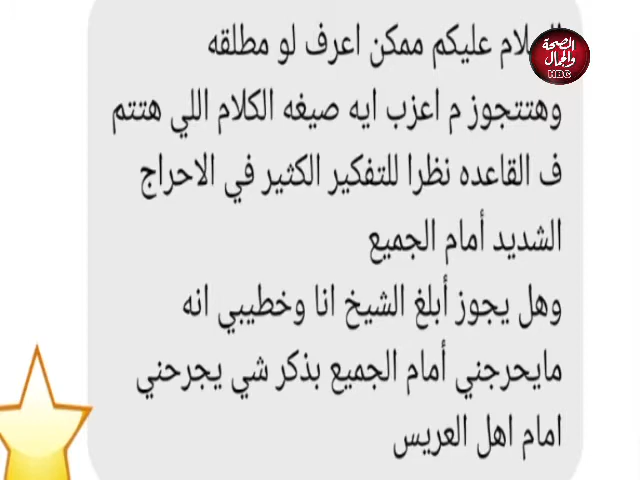 الصحة
والجمال
HBC
السلام عليكم ممكن اعرف لو مطلقه
وهتتجوز م اعزب ايه صيغه الكلام اللي هتتم
ف القاعده نظرا للتفكير الكثير في الاحراج
الشديد أمام الجميع
وهل يجوز أبلغ الشيخ انا وخطيبي انه
مايحرجني أمام الجميع بذكر شي يجرحني
امام اهل العريس